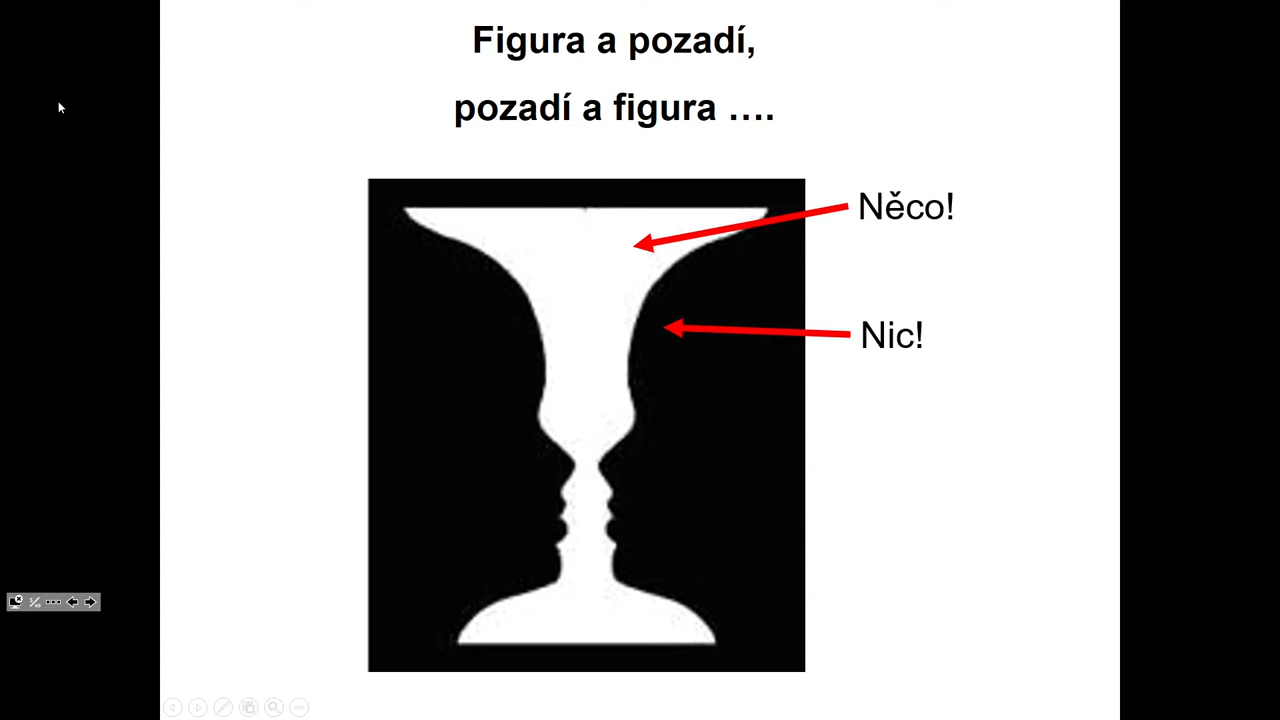 Figura a pozadí,
pozadí a figura ….
Něco!
Nic!